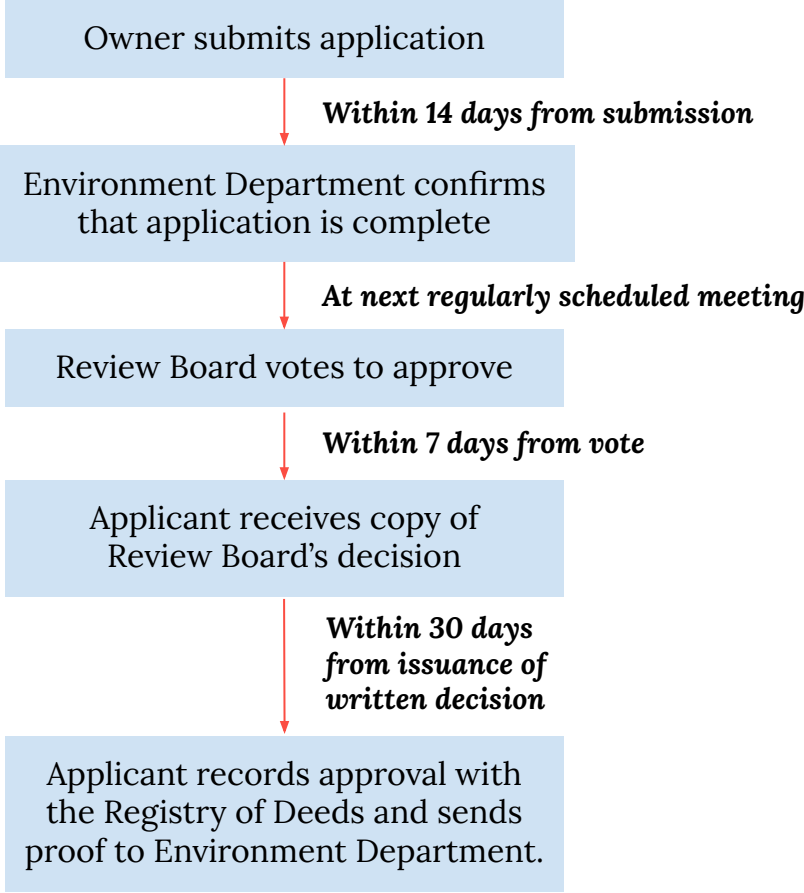 Owner submits application
Within 14 days from submission
Environment Department confirms
that application is complete
At next regularly scheduled meeting
Review Board votes to approve
Within 7 days from vote
Applicant receives copy of
Review Board's decision
Within 30 days
from issuance of
written decision
Applicant records approval with
the Registry of Deeds and sends
proof to Environment Department.